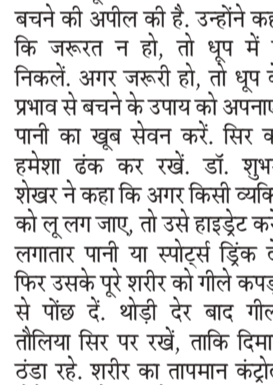 बचने की अपील की है. उन्होंने कह
कि जरूरत न हो, तो धूप में
निकलें. अगर जरूरी हो, तो धूप
प्रभाव से बचने के उपाय को अपनाए
पानी का खूब सेवन करें. सिर
हमेशा ढंक कर रखें. डॉ. शुभ
शेखर ने कहा कि अगर किसी व्यक्ति
को लू लग जाए, तो उसे हाइड्रेट कर
लगातार पानी या स्पोर्ट्स ड्रिंक
फिर उसके पूरे शरीर को गीले कपड़
से पोंछ दें. थोड़ी देर बाद गील
तौलिया सिर पर रखें, ताकि दिमा
ठंडा रहे. शरीर का तापमान कंट्रो